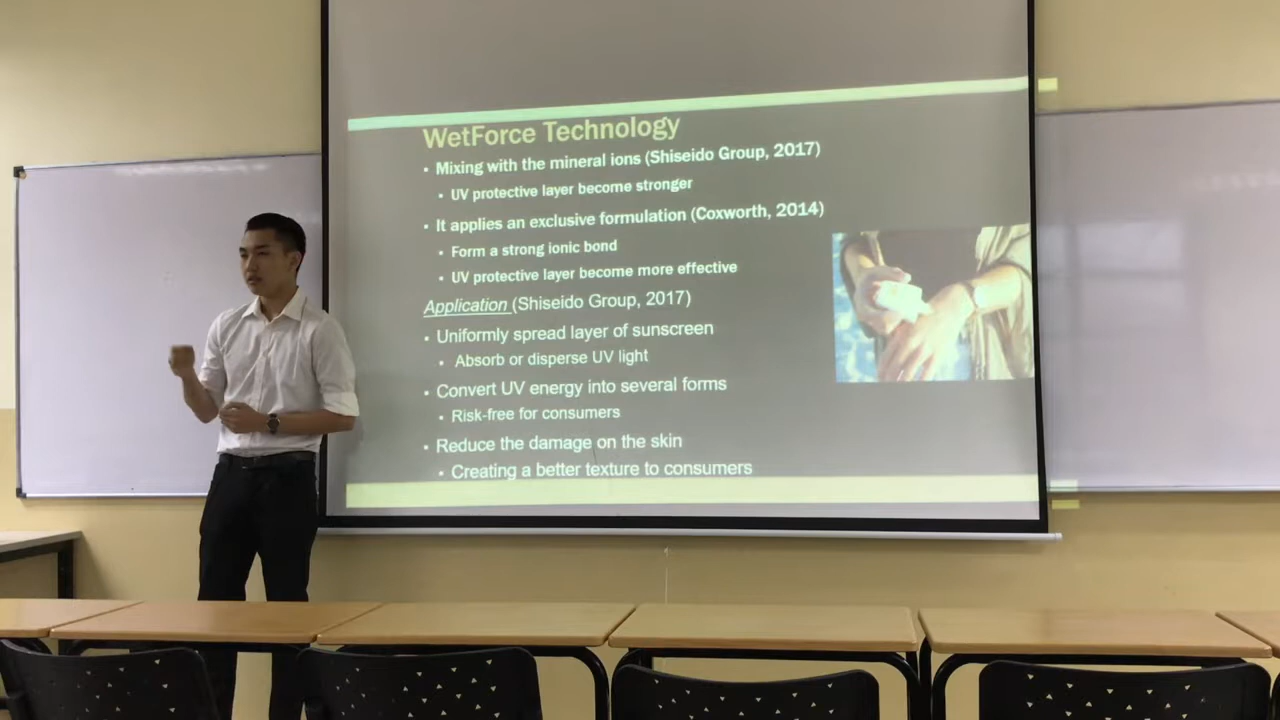 WetForce Technology
• Mixing with the mineral ions (Shiseido Group, 2017)
• UV protective layer become stronger
• It applies an exclusive formulation (Coxworth, 2014)
• Form a strong ionic bond
• UV protective layer become more effective
Application (Shiseido Group, 2017)
• Uniformly spread layer of sunscreen
• Absorb or disperse UV light
• Convert UV energy into several forms
• Risk-free for consumers
• Reduce the damage on the skin
• Creating a better texture to consumers